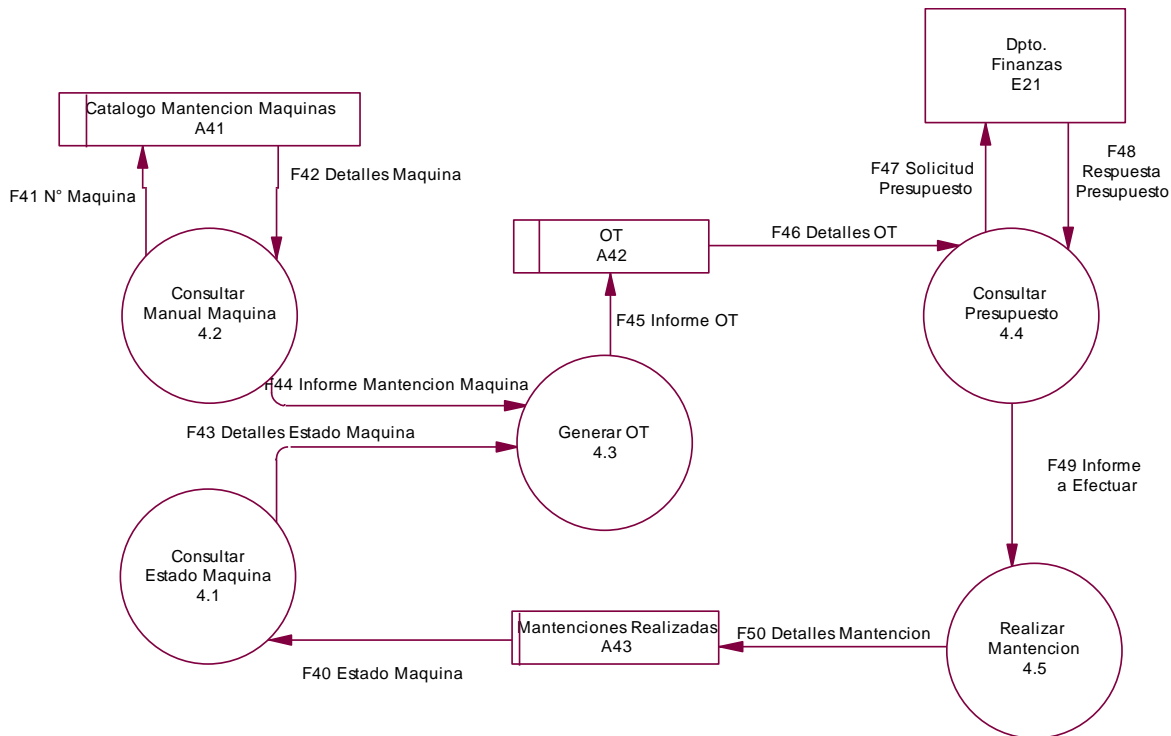 Dpto.
Finanzas
E21
Catalogo Mantencion Maquinas
A41
F41 N° Maquina
F42 Detalles Maquina
F47 Solicitud
Presupuesto
F48
Respuesta
Presupuesto
OT
A42
F46 Detalles OT
Consultar
Manual Maquina
4.2
Consultar
Presupuesto
4.4
F45 Informe OT
F44 Informe Mantencion Maquina
F43 Detalles Estado Maquina
Generar OT
4.3
F49 Informe
a Efectuar
Consultar
Estado Maquina
4.1
Mantenciones Realizadas
A43
F50 Detalles Mantencion
Realizar
Mantencion
4.5
F40 Estado Maquina